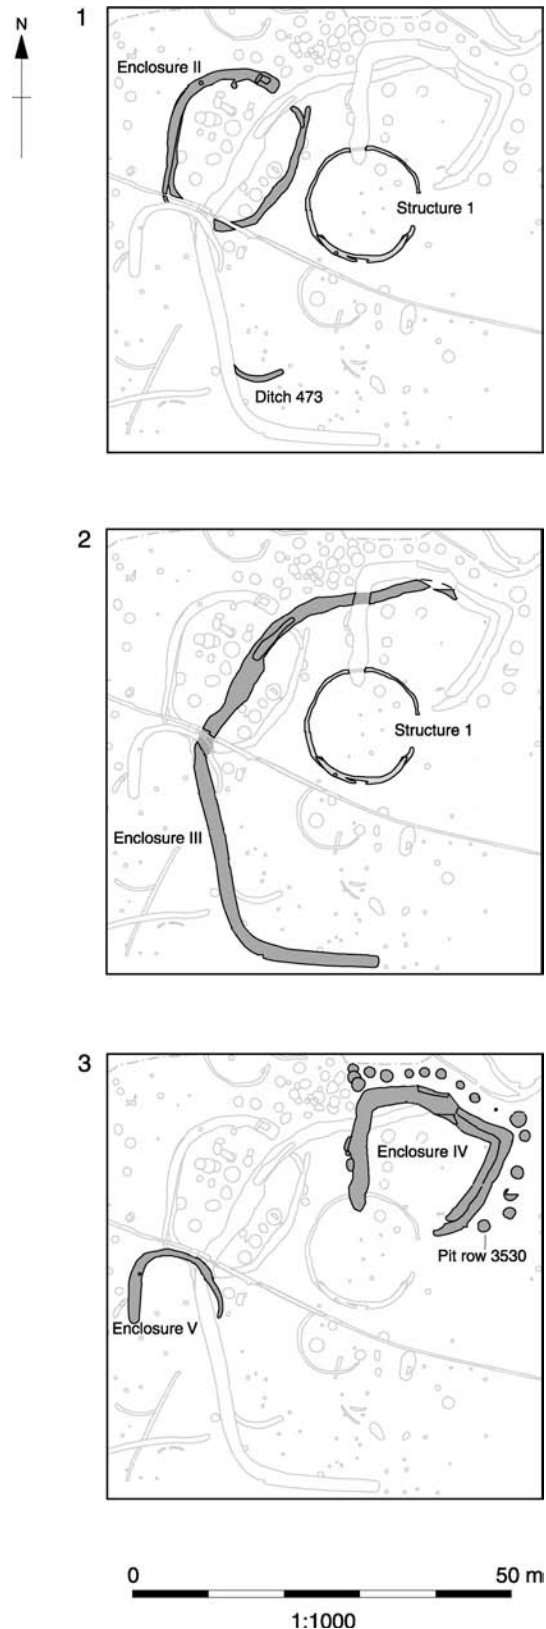 N
1
Enclosure II
Structure 1
Ditch 473
2
Structure 1
Enclosure III
3
Enclosure IV
Pit row 3530
Enclosure V
0 50 m
1:1000